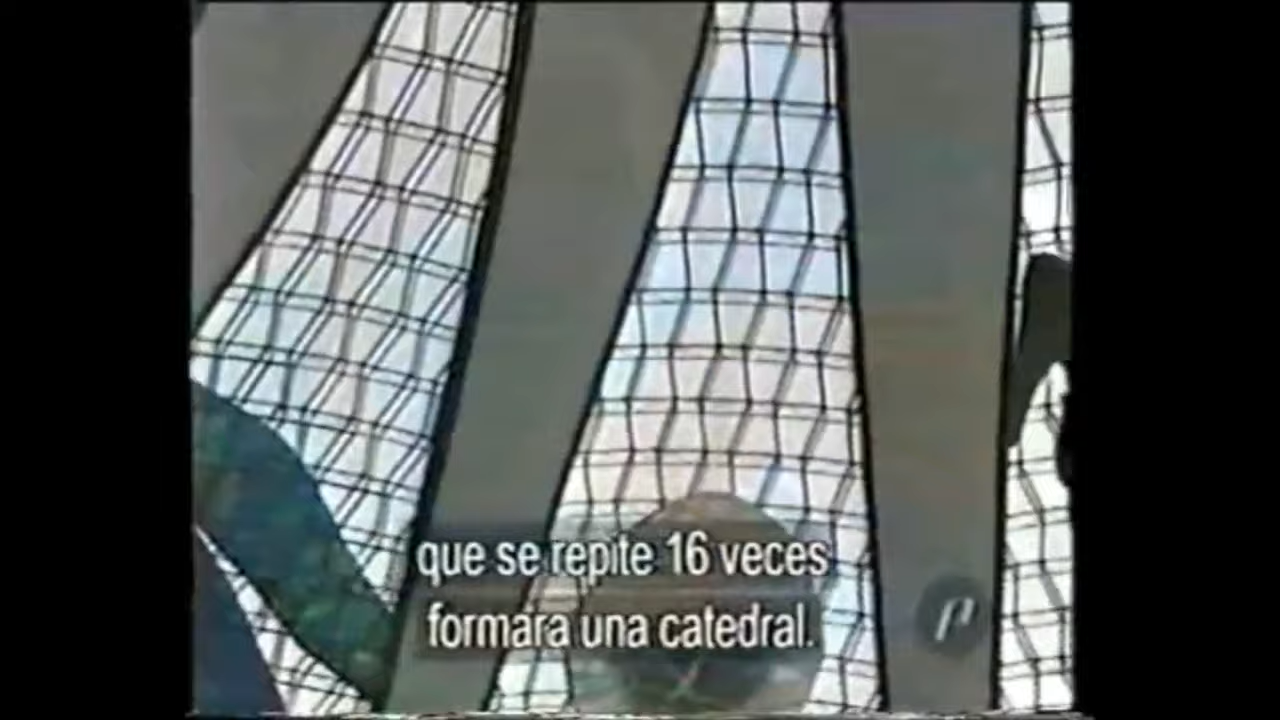 que se repite 16 veces
formara una catedral.